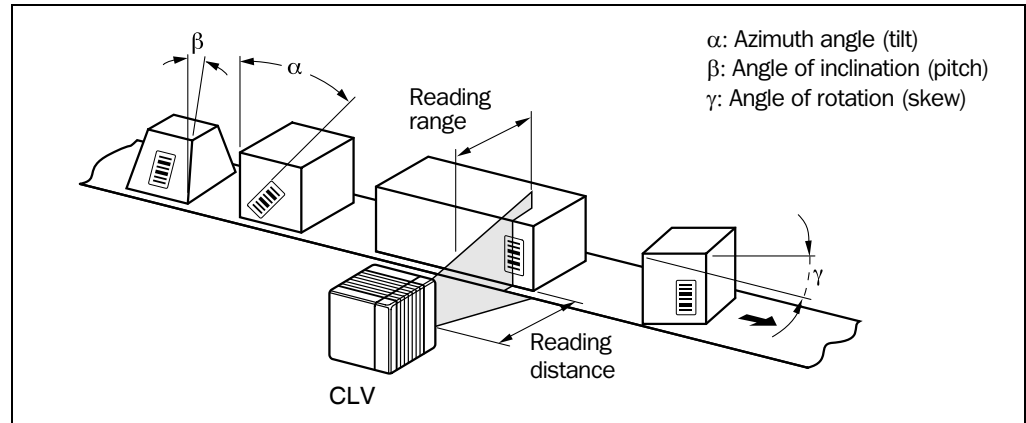 β
α
α: Azimuth angle (tilt)
β: Angle of inclination (pitch)
γ: Angle of rotation (skew)
Reading
range
γ
Reading
distance
CLV